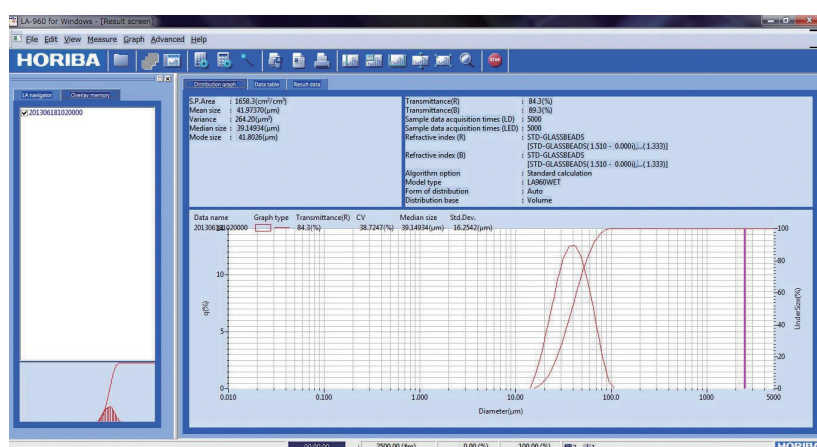 LA-960 for Windows - [Result screen]
File Edit View Measure Graph Advanced Help
HORIBA
STOP
LA navigator Overlay memory
201306181020000
Distribution graph Data table Result data
S.P.Area : 1658.3(cm²/cm³)
Mean size : 41.97370(µm)
Variance : 264.20(µm²)
Median size : 39.14934(µm)
Mode size : 41.8026(µm)
Transmittance(R) : 84.3(%)
Transmittance(B) : 89.3(%)
Sample data acquisition times (LD) : 5000
Sample data acquisition times (LED) : 5000
Refractive index (R) : STD-GLASSBEADS
[STD-GLASSBEADS(1.510 - 0.000i),...(1.333)]
Refractive index (B) : STD-GLASSBEADS
[STD-GLASSBEADS(1.510 - 0.000i),...(1.333)]
Algorithm option : Standard calculation
Model type : LA960WET
Form of distribution : Auto
Distribution base : Volume
Data name Graph type Transmittance(R) CV Median size Std.Dev.
201306181020000 84.3(%) 38.7247(%) 39.14934(µm) 16.2542(µm)
100
80
10
60
q(%) UnderSize(%)
5
40
20
0 0
0.010 0.100 1.000 10.00 100.0 1000 5000
Diameter(µm)
00:00:00 : 2500.00 (µm) 0.00 (%) 100.00 (%)
HORIBA